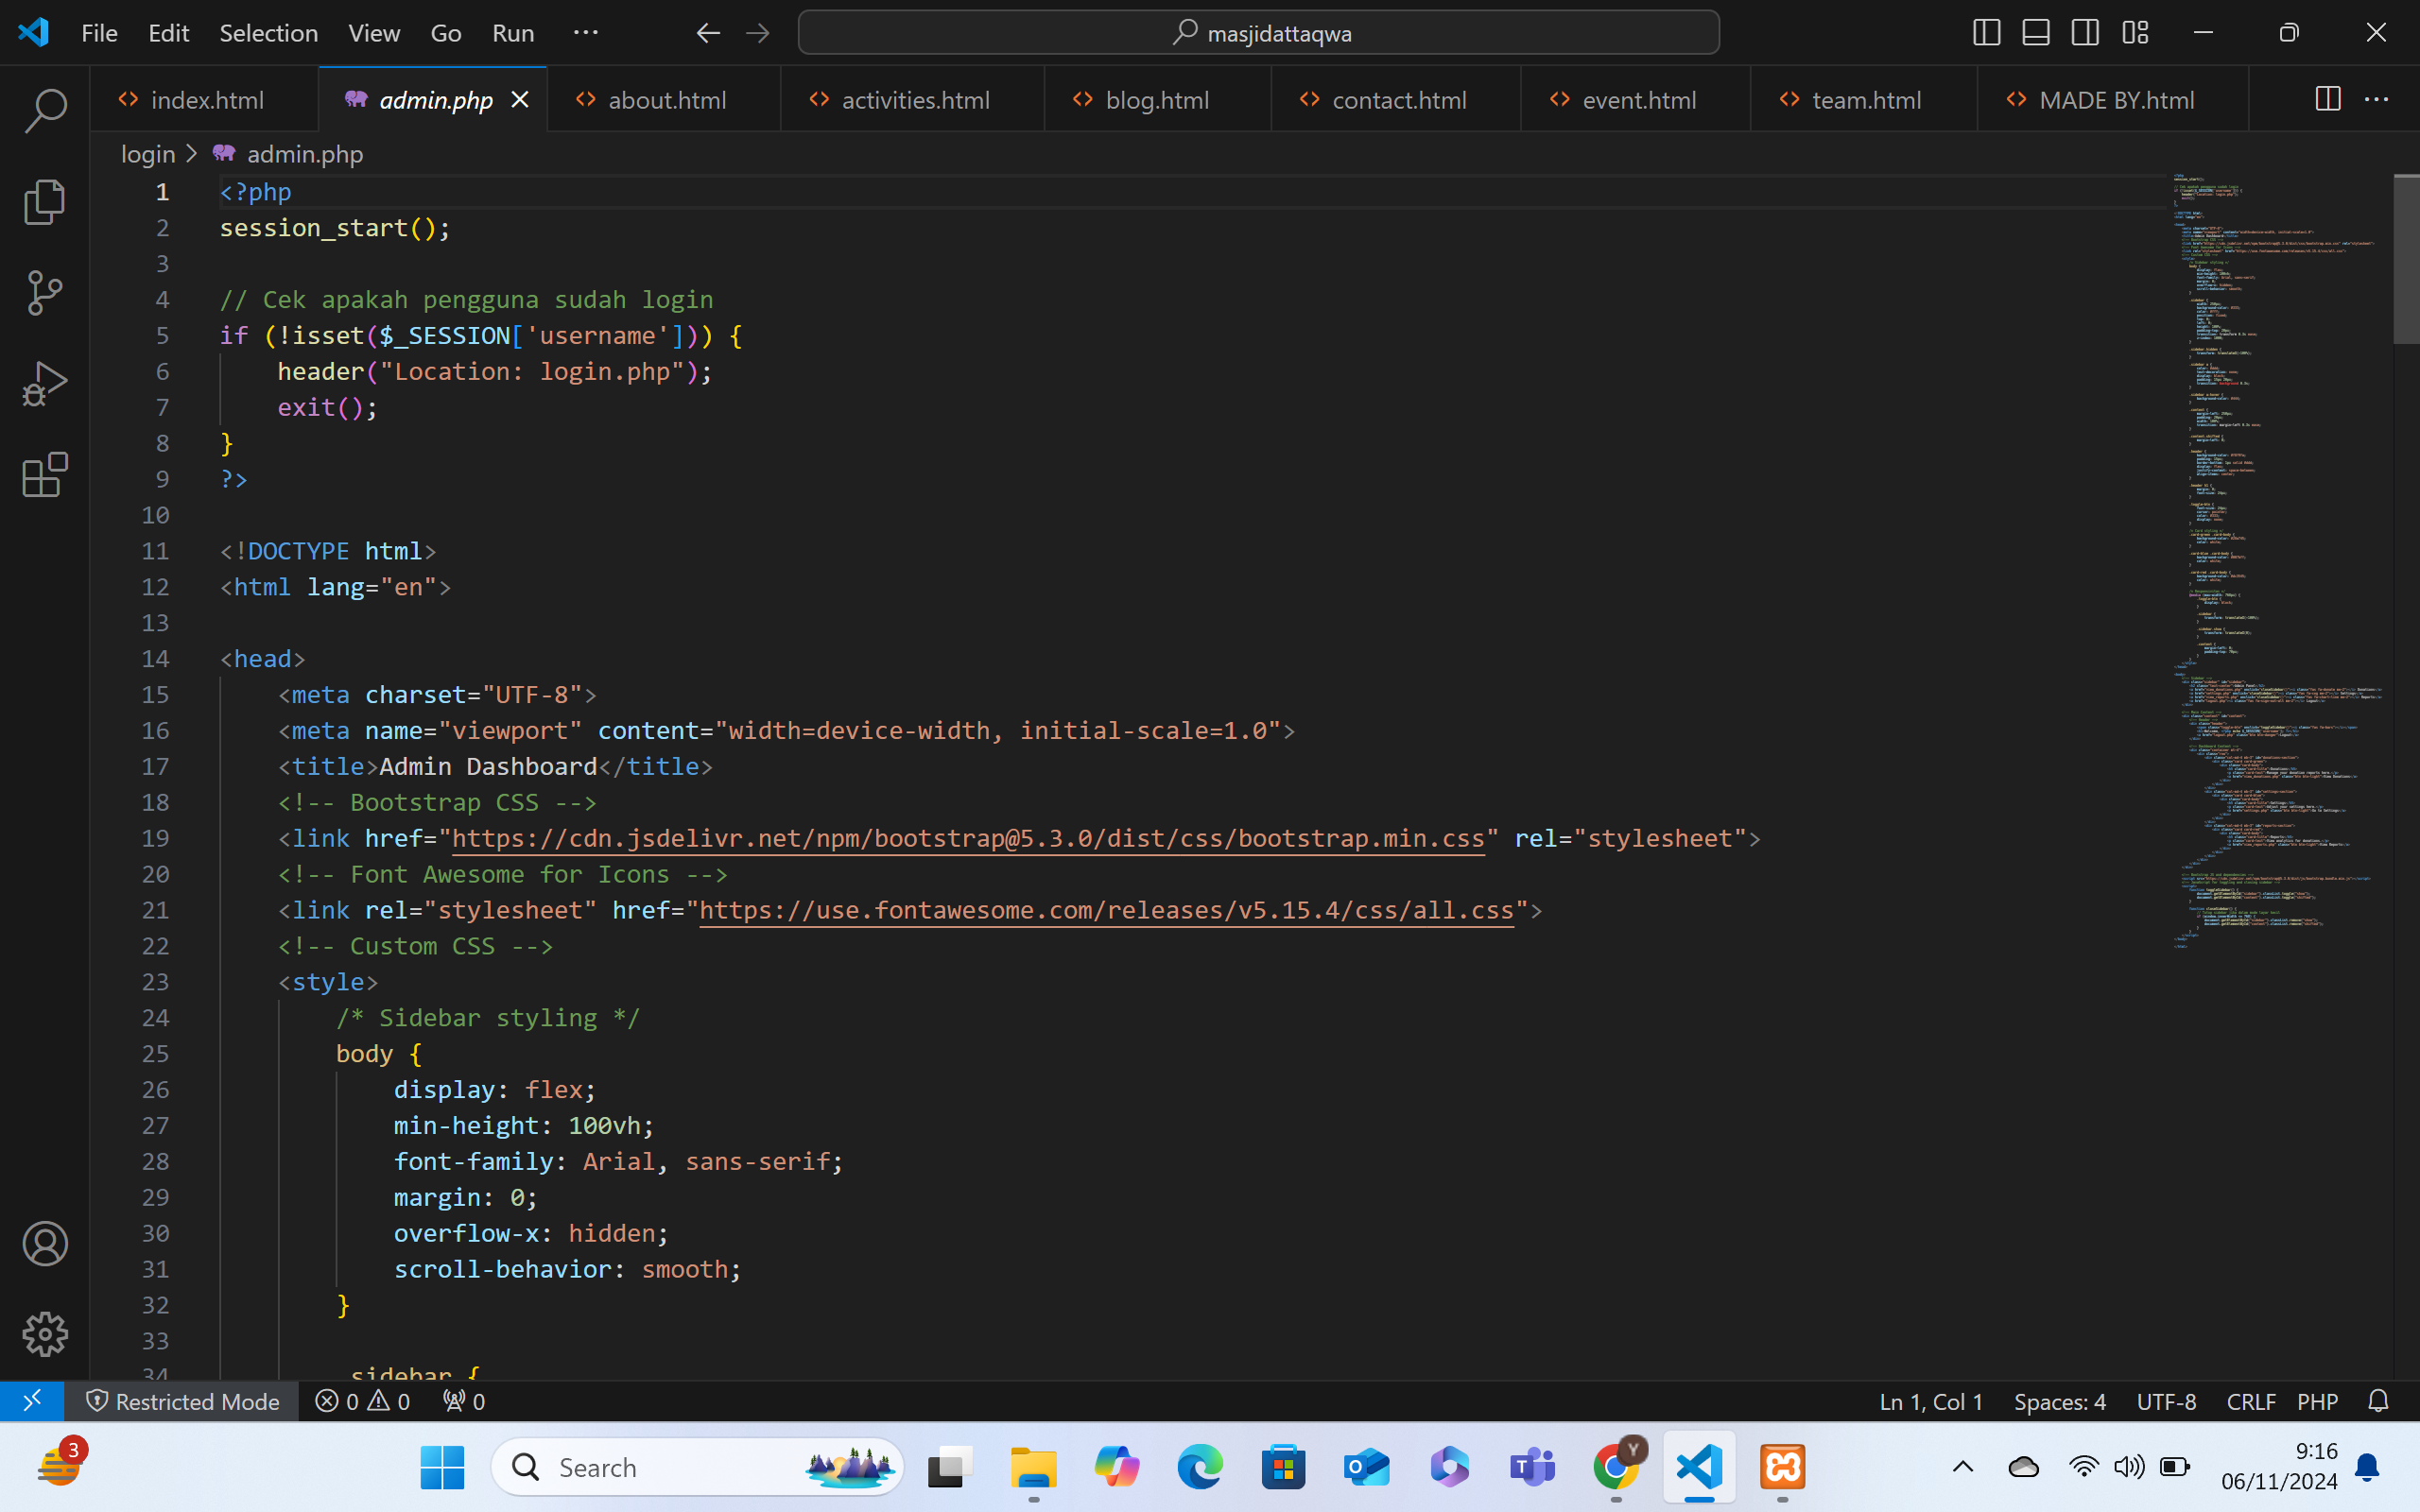 File Edit Selection View Go Run ··· masjidattaqwa
index.html admin.php about.html activities.html blog.html contact.html event.html team.html MADE BY.html
login > admin.php
1 <?php
2 session_start();
3
4 // Cek apakah pengguna sudah login
5 if (!isset($_SESSION['username'])) {
6 header("Location: login.php");
7 exit();
8 }
9 ?>
10
11 <!DOCTYPE html>
12 <html lang="en">
13
14 <head>
15 <meta charset="UTF-8">
16 <meta name="viewport" content="width=device-width, initial-scale=1.0">
17 <title>Admin Dashboard</title>
18 <!-- Bootstrap CSS -->
19 <link href="https://cdn.jsdelivr.net/npm/bootstrap@5.3.0/dist/css/bootstrap.min.css" rel="stylesheet">
20 <!-- Font Awesome for Icons -->
21 <link rel="stylesheet" href="https://use.fontawesome.com/releases/v5.15.4/css/all.css">
22 <!-- Custom CSS -->
23 <style>
24 /* Sidebar styling */
25 body {
26 display: flex;
27 min-height: 100vh;
28 font-family: Arial, sans-serif;
29 margin: 0;
30 overflow-x: hidden;
31 scroll-behavior: smooth;
32 }
33
34 sidebar {
Restricted Mode 0 0 0 Ln 1, Col 1 Spaces: 4 UTF-8 CRLF PHP
3 Search Y 9:16
06/11/2024